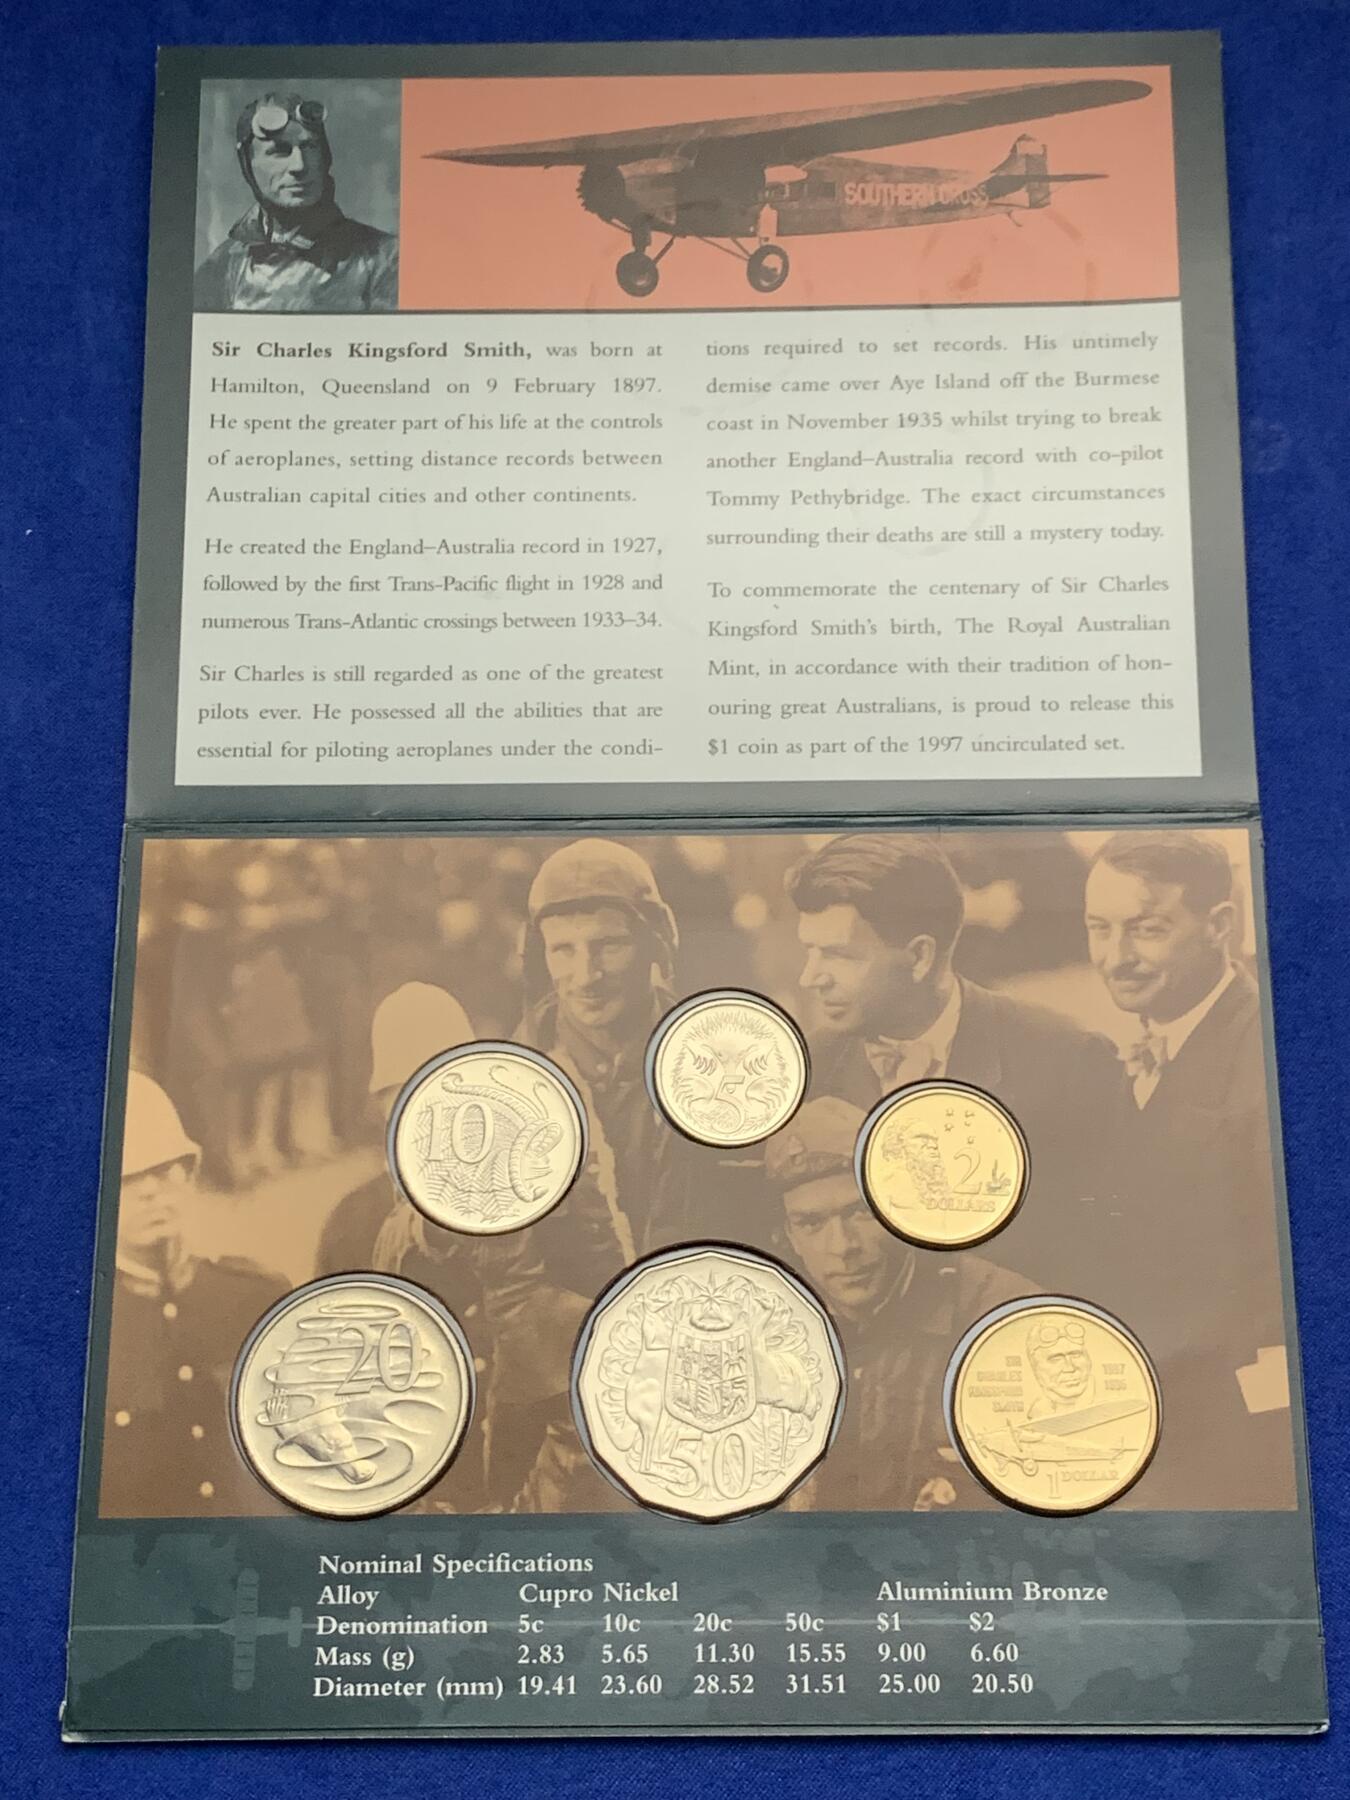 SOUTHERN CROSS
Sir Charles Kingsford Smith, was born at
Hamilton, Queensland on 9 February 1897.
He spent the greater part of his life at the controls
of aeroplanes, setting distance records between
Australian capital cities and other continents.
He created the England–Australia record in 1927,
followed by the first Trans-Pacific flight in 1928 and
numerous Trans-Atlantic crossings between 1933–34.
Sir Charles is still regarded as one of the greatest
pilots ever. He possessed all the abilities that are
essential for piloting aeroplanes under the condi-
tions required to set records. His untimely
demise came over Aye Island off the Burmese
coast in November 1935 whilst trying to break
another England–Australia record with co-pilot
Tommy Pethybridge. The exact circumstances
surrounding their deaths are still a mystery today.
To commemorate the centenary of Sir Charles
Kingsford Smith's birth, The Royal Australian
Mint, in accordance with their tradition of hon-
ouring great Australians, is proud to release this
$1 coin as part of the 1997 uncirculated set.
5
10
2
DOLLARS
20
50
SIR
CHARLES
KINGSFORD
SMITH
1897
1935
1 DOLLAR
Nominal Specifications
Alloy Cupro Nickel Aluminium Bronze
Denomination 5c 10c 20c 50c $1 $2
Mass (g) 2.83 5.65 11.30 15.55 9.00 6.60
Diameter (mm) 19.41 23.60 28.52 31.51 25.00 20.50